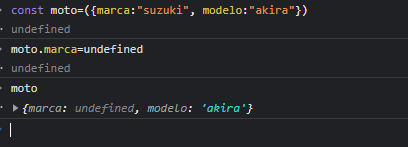 const moto=({marca:"suzuki", modelo:"akira"})
undefined
moto.marca=undefined
undefined
moto
{marca: undefined, modelo: 'akira'}